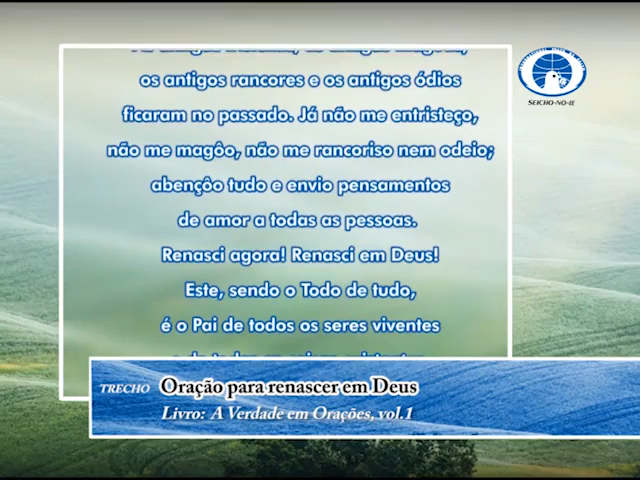 os antigos rancores e os antigos ódios
ficaram no passado. Já não me entristeço,
não me magôo, não me rancoriso nem odeio;
abençôo tudo e envio pensamentos
de amor a todas as pessoas.
Renasci agora! Renasci em Deus!
Este, sendo o Todo de tudo,
é o Pai de todos os seres viventes
TRECHO Oração para renascer em Deus
Livro: A Verdade em Orações, vol.1
SEICHO-NO-IE